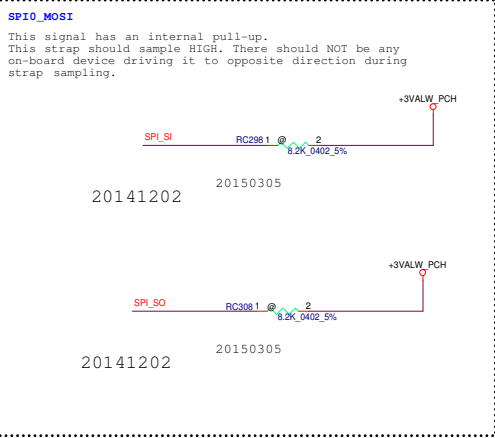 SPI0_MOSI
This signal has an internal pull-up.
This strap should sample HIGH. There should NOT be any
on-board device driving it to opposite direction during
strap sampling.
+3VALW_PCH
SPI_SI RC298 1 @ 2
8.2K_0402_5%
20150305
20141202
+3VALW_PCH
SPI_SO RC308 1 @ 2
8.2K_0402_5%
20150305
20141202